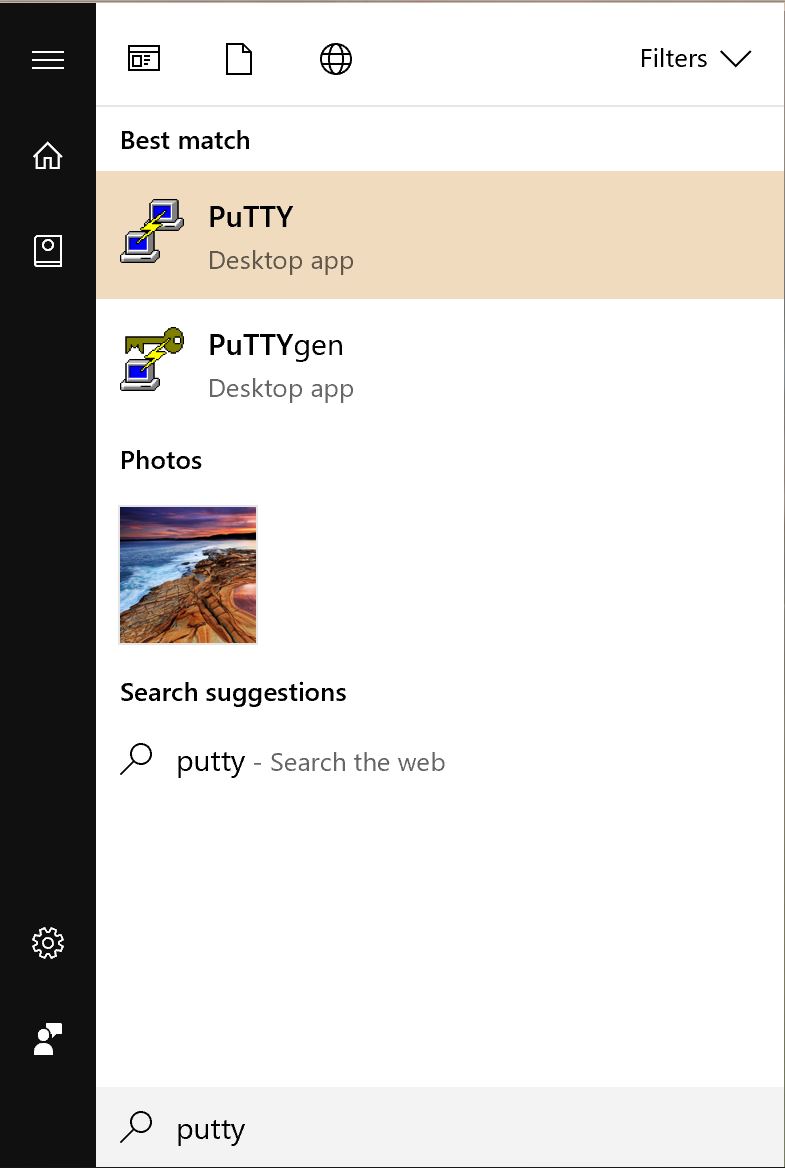 Filters
Best match
PuTTY
Desktop app
PuTTYgen
Desktop app
Photos
Search suggestions
putty - Search the web
putty